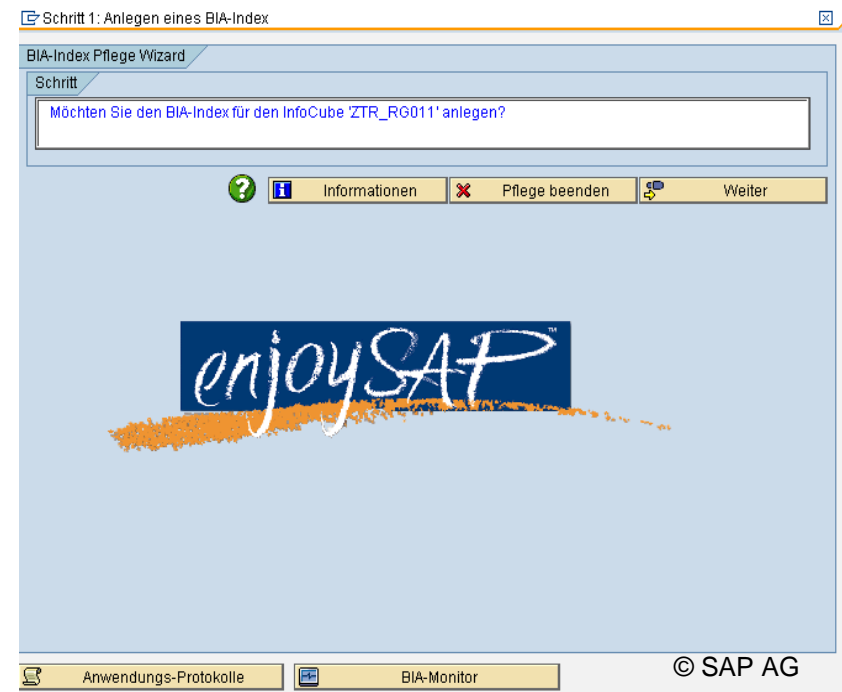 Schritt 1: Anlegen eines BIA-Index
BIA-Index Pflege Wizard
Schritt
Möchten Sie den BIA-Index für den InfoCube 'ZTR_RG011' anlegen?
Informationen Pflege beenden Weiter
enjoySAP™
Anwendungs-Protokolle BIA-Monitor
© SAP AG